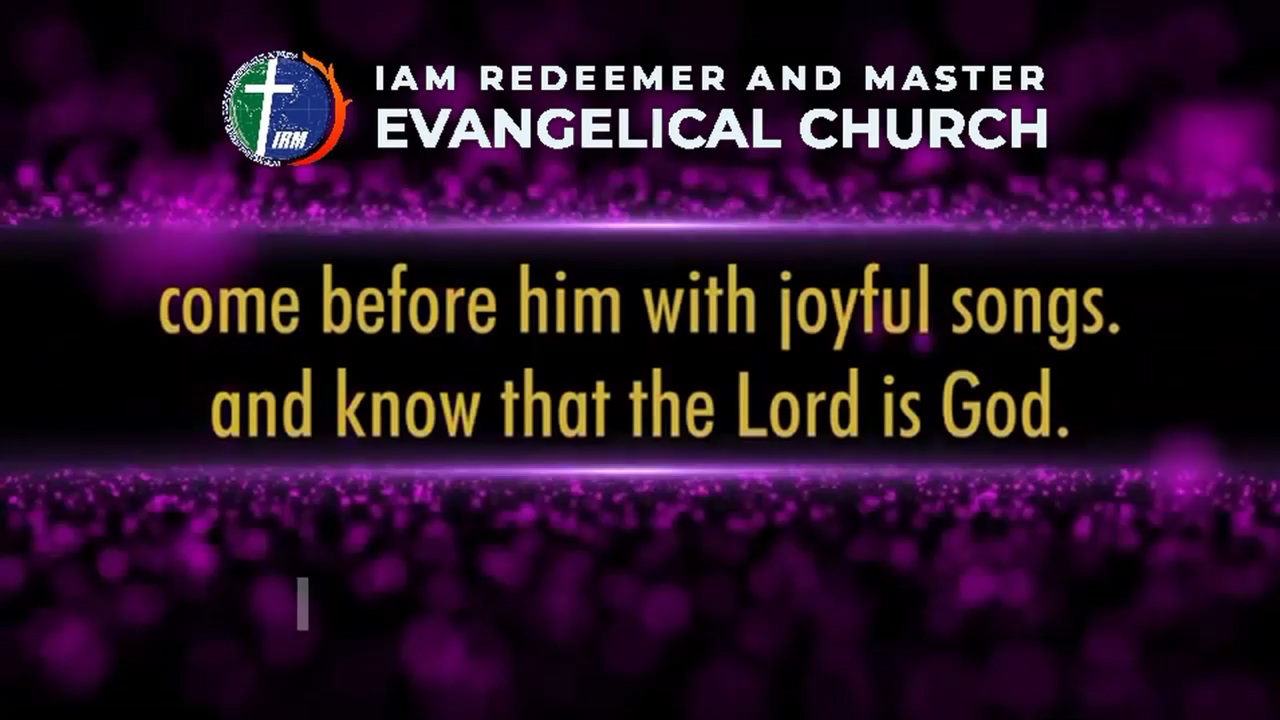 IAM REDEEMER AND MASTER
EVANGELICAL CHURCH
IRM
come before him with joyful songs.
and know that the Lord is God.